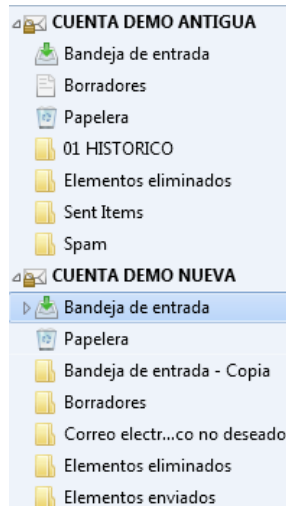 CUENTA DEMO ANTIGUA
Bandeja de entrada
Borradores
Papelera
01 HISTORICO
Elementos eliminados
Sent Items
Spam
CUENTA DEMO NUEVA
Bandeja de entrada
Papelera
Bandeja de entrada - Copia
Borradores
Correo electr...co no deseado
Elementos eliminados
Elementos enviados